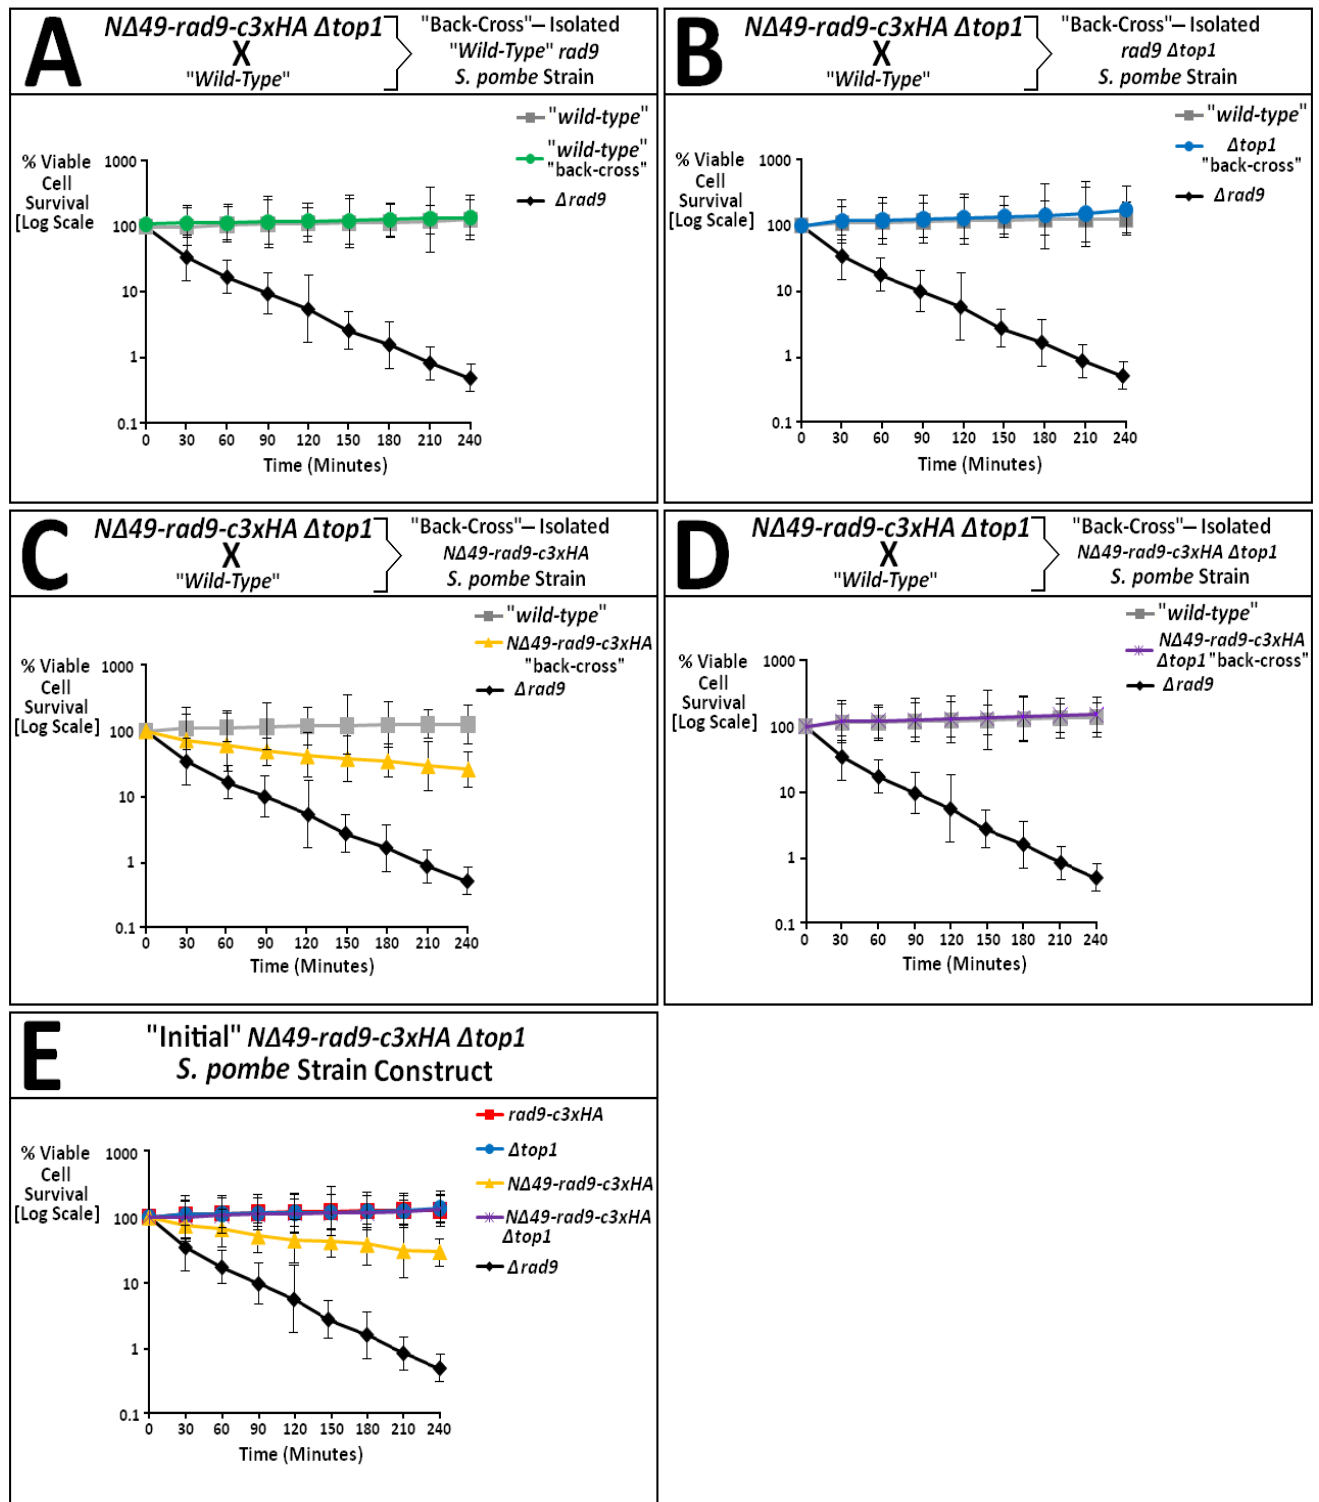 A
NΔ49-rad9-c3xHA Δtop1
X
"Wild-Type"
"Back-Cross"– Isolated
"Wild-Type" rad9
S. pombe Strain
"wild-type"
"wild-type"
"back-cross"
Δrad9
% Viable
Cell
Survival
[Log Scale
1000
100
10
1
0.1
0 30 60 90 120 150 180 210 240
Time (Minutes)
B
NΔ49-rad9-c3xHA Δtop1
X
"Wild-Type"
"Back-Cross"– Isolated
rad9 Δtop1
S. pombe Strain
"wild-type"
Δtop1
"back-cross"
Δrad9
% Viable
Cell
Survival
[Log Scale]
1000
100
10
1
0.1
0 30 60 90 120 150 180 210 240
Time (Minutes)
C
NΔ49-rad9-c3xHA Δtop1
X
"Wild-Type"
"Back-Cross"– Isolated
NΔ49-rad9-c3xHA
S. pombe Strain
"wild-type"
NΔ49-rad9-c3xHA
"back-cross"
Δrad9
% Viable
Cell
Survival
[Log Scale]
1000
100
10
1
0.1
0 30 60 90 120 150 180 210 240
Time (Minutes)
D
NΔ49-rad9-c3xHA Δtop1
X
"Wild-Type"
"Back-Cross"– Isolated
NΔ49-rad9-c3xHA Δtop1
S. pombe Strain
"wild-type"
NΔ49-rad9-c3xHA
Δtop1 "back-cross"
Δrad9
% Viable
Cell
Survival
[Log Scale]
1000
100
10
1
0.1
0 30 60 90 120 150 180 210 240
Time (Minutes)
E
"Initial" NΔ49-rad9-c3xHA Δtop1
S. pombe Strain Construct
rad9-c3xHA
Δtop1
NΔ49-rad9-c3xHA
NΔ49-rad9-c3xHA
Δtop1
Δrad9
% Viable
Cell
Survival
[Log Scale]
1000
100
10
1
0.1
0 30 60 90 120 150 180 210 240
Time (Minutes)